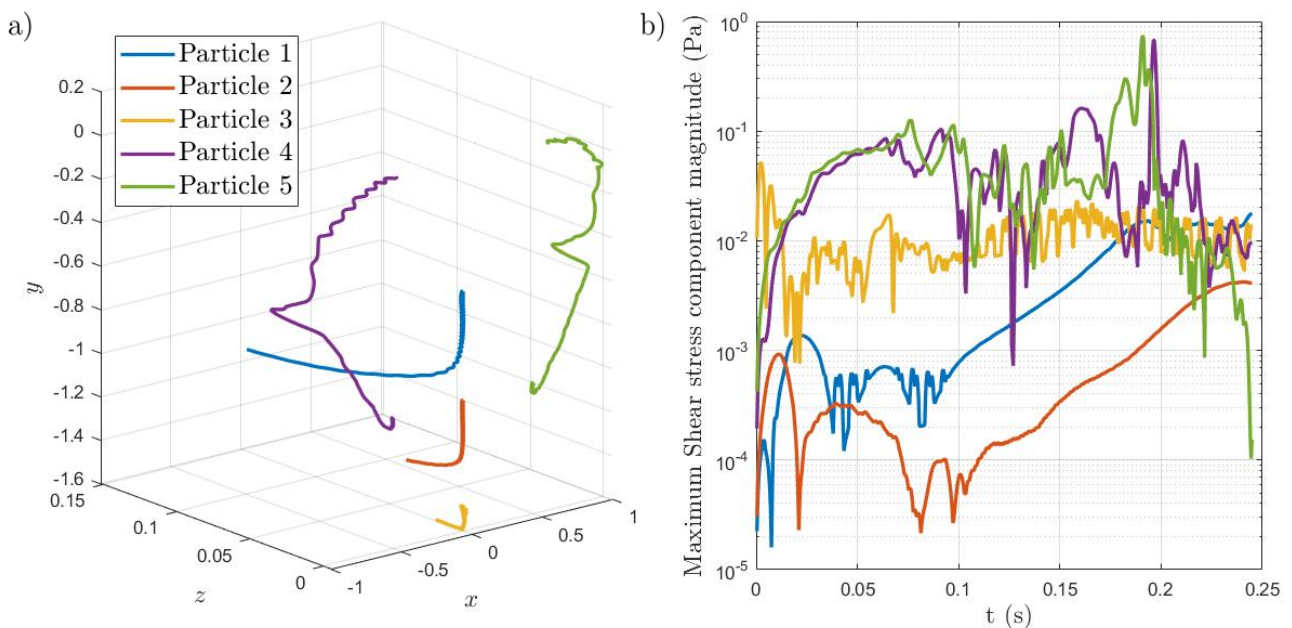 a)
Particle 1
Particle 2
Particle 3
Particle 4
Particle 5
0.2
0
-0.2
-0.4
-0.6
-0.8
-1
-1.2
-1.4
-1.6
y
0.15
0.1
0.05
0
z
-1
-0.5
0
0.5
1
x
b)
Maximum Shear stress component magnitude (Pa)
10^0
10^-1
10^-2
10^-3
10^-4
10^-5
0
0.05
0.1
0.15
0.2
0.25
t (s)